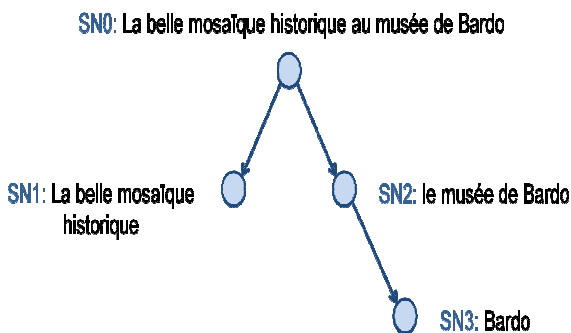 SN0: La belle mosaïque historique au musée de Bardo
SN1: La belle mosaïque
historique
SN2: le musée de Bardo
SN3: Bardo